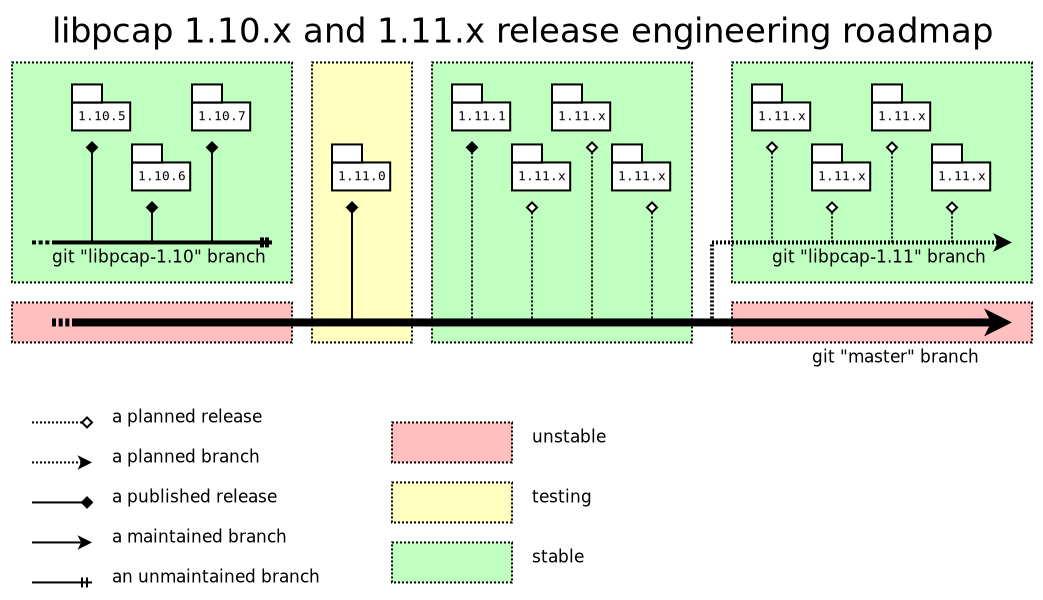 libpcap 1.10.x and 1.11.x release engineering roadmap
1.10.5
1.10.7
1.11.1
1.11.x
1.11.x
1.11.x
1.10.6
1.11.0
1.11.x
1.11.x
1.11.x
1.11.x
git "libpcap-1.10" branch
git "libpcap-1.11" branch
git "master" branch
a planned release
a planned branch
a published release
a maintained branch
an unmaintained branch
unstable
testing
stable